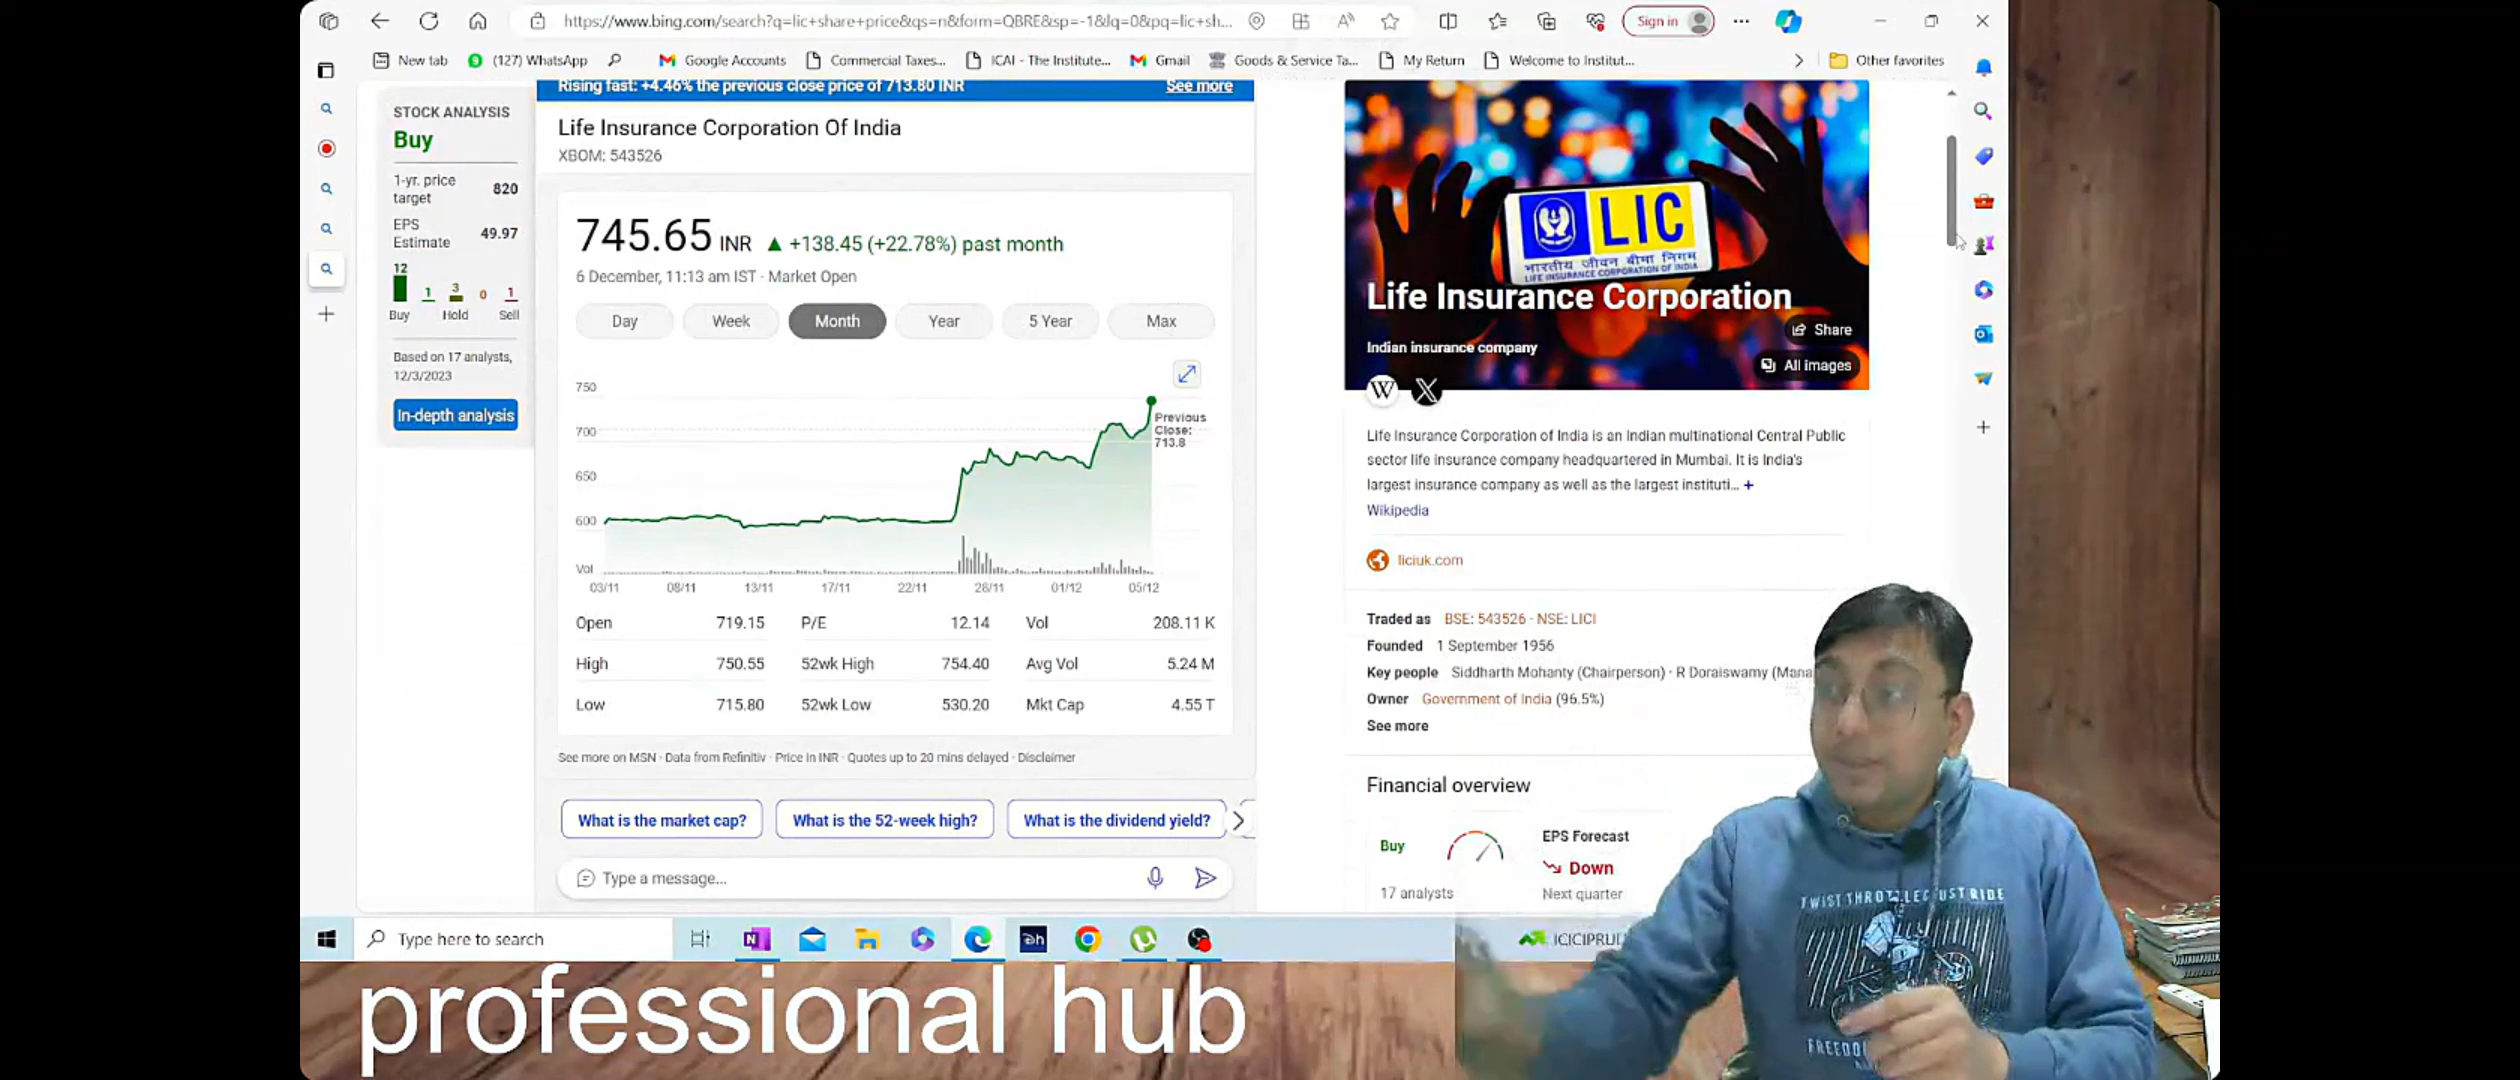 https://www.bing.com/search?q=lic+share+price&qs=n&form=QBRE&sp=-1&lq=0&pq=lic+sh...
Sign in
New tab
(127) WhatsApp
Google Accounts
Commercial Taxes...
ICAI - The Institute...
Gmail
Goods & Service Ta...
My Return
Welcome to Institut...
Other favorites
STOCK ANALYSIS
Buy
1-yr. price target 820
EPS Estimate 49.97
12 1 3 0 1
Buy Hold Sell
Based on 17 analysts,
12/3/2023
In-depth analysis
Rising fast: +4.46% the previous close price of 713.80 INR
See more
Life Insurance Corporation Of India
XBOM: 543526
745.65 INR ▲ +138.45 (+22.78%) past month
6 December, 11:13 am IST · Market Open
Day Week Month Year 5 Year Max
750
700
650
600
Vol
Previous
Close:
713.8
03/11 08/11 13/11 17/11 22/11 28/11 01/12 05/12
Open 719.15 P/E 12.14 Vol 208.11 K
High 750.55 52wk High 754.40 Avg Vol 5.24 M
Low 715.80 52wk Low 530.20 Mkt Cap 4.55 T
See more on MSN · Data from Refinitiv · Price in INR · Quotes up to 20 mins delayed · Disclaimer
What is the market cap? What is the 52-week high? What is the dividend yield?
Type a message...
LIC
भारतीय जीवन बीमा निगम
LIFE INSURANCE CORPORATION OF INDIA
Life Insurance Corporation
Share
Indian insurance company
All images
W X
Life Insurance Corporation of India is an Indian multinational Central Public
sector life insurance company headquartered in Mumbai. It is India's
largest insurance company as well as the largest instituti... +
Wikipedia
liciuk.com
Traded as BSE: 543526 · NSE: LICI
Founded 1 September 1956
Key people Siddharth Mohanty (Chairperson) · R Doraiswamy (Mana
Owner Government of India (96.5%)
See more
Financial overview
Buy
17 analysts
EPS Forecast
Down
Next quarter
Type here to search
ICICIPRUL
professional hub
RIDE